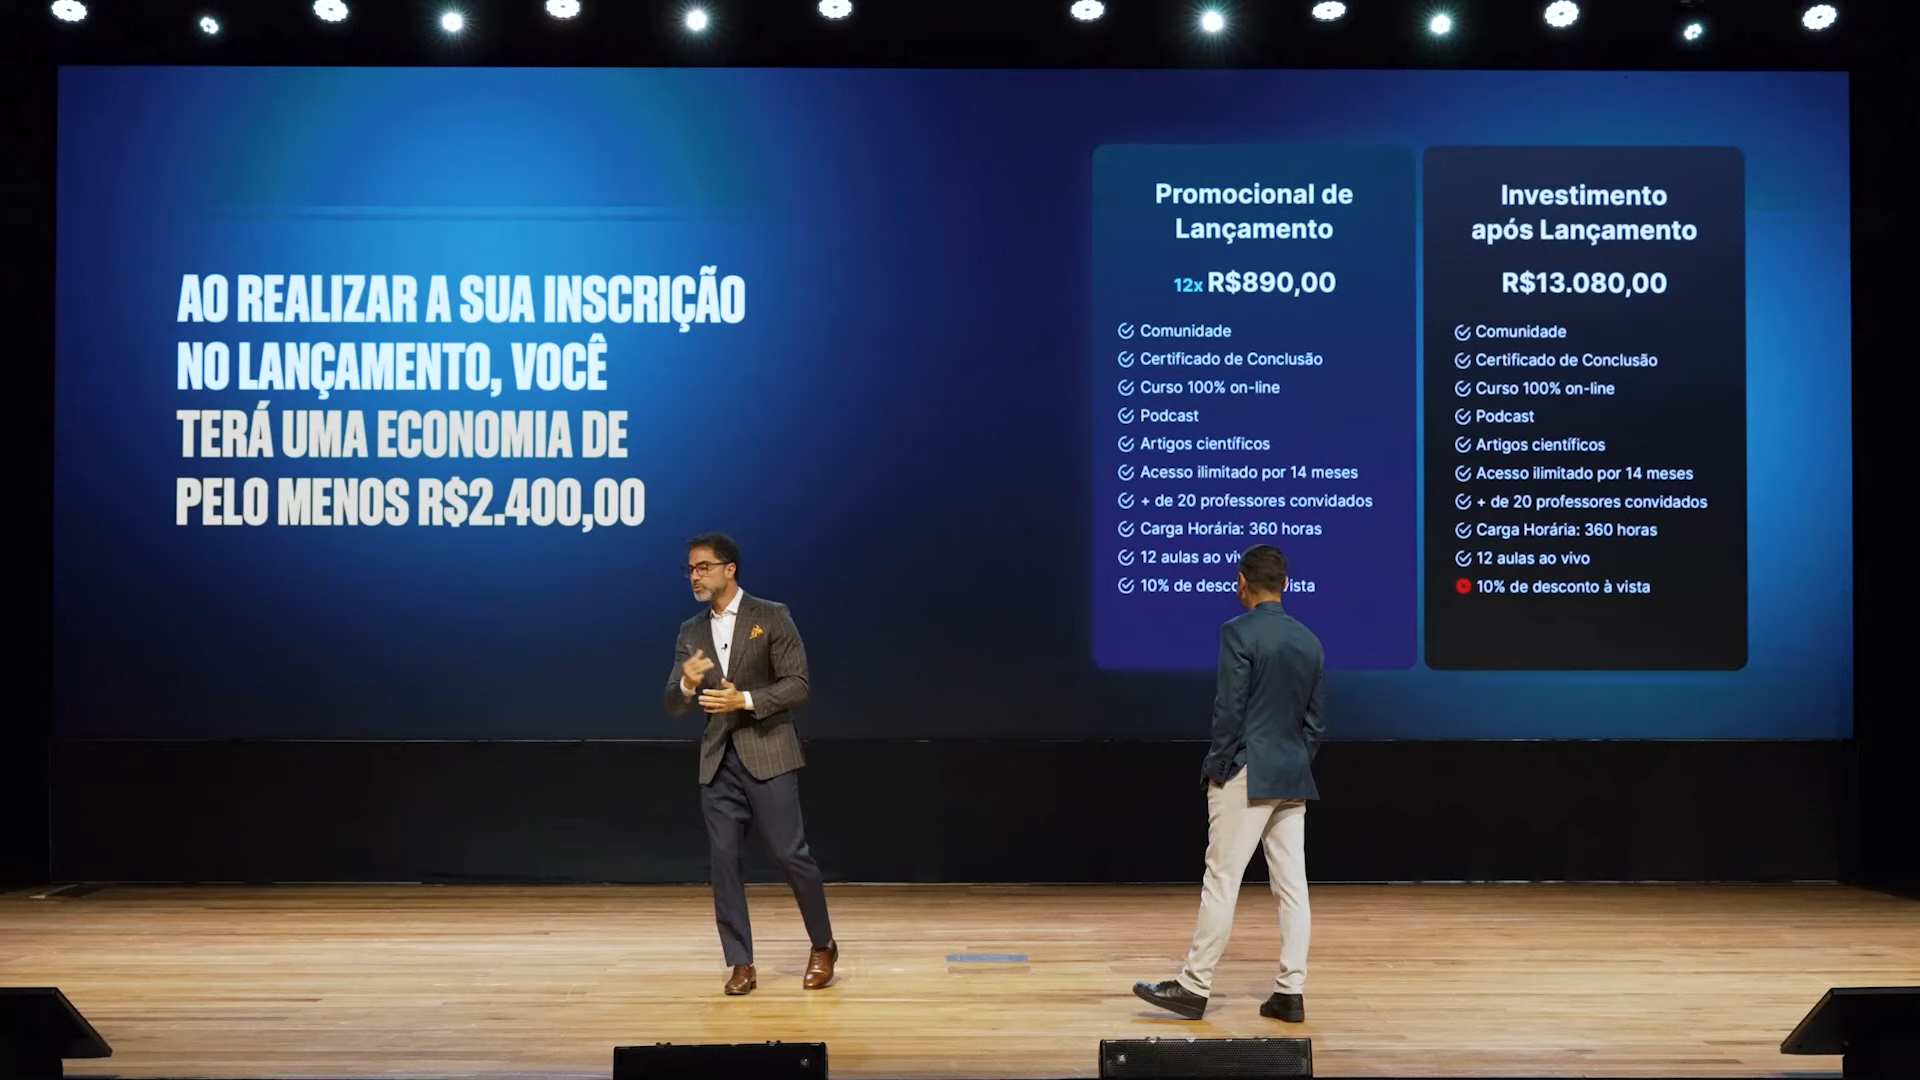 AO REALIZAR A SUA INSCRIÇÃO
NO LANÇAMENTO, VOCÊ
TERÁ UMA ECONOMIA DE
PELO MENOS R$2.400,00
Promocional de
Lançamento
12x R$890,00
Comunidade
Certificado de Conclusão
Curso 100% on-line
Podcast
Artigos científicos
Acesso ilimitado por 14 meses
+ de 20 professores convidados
Carga Horária: 360 horas
12 aulas ao
10% de
Investimento
após Lançamento
R$13.080,00
Comunidade
Certificado de Conclusão
Curso 100% on-line
Podcast
Artigos científicos
Acesso ilimitado por 14 meses
+ de 20 professores convidados
Carga Horária: 360 horas
12 aulas ao vivo
10% de desconto à vista